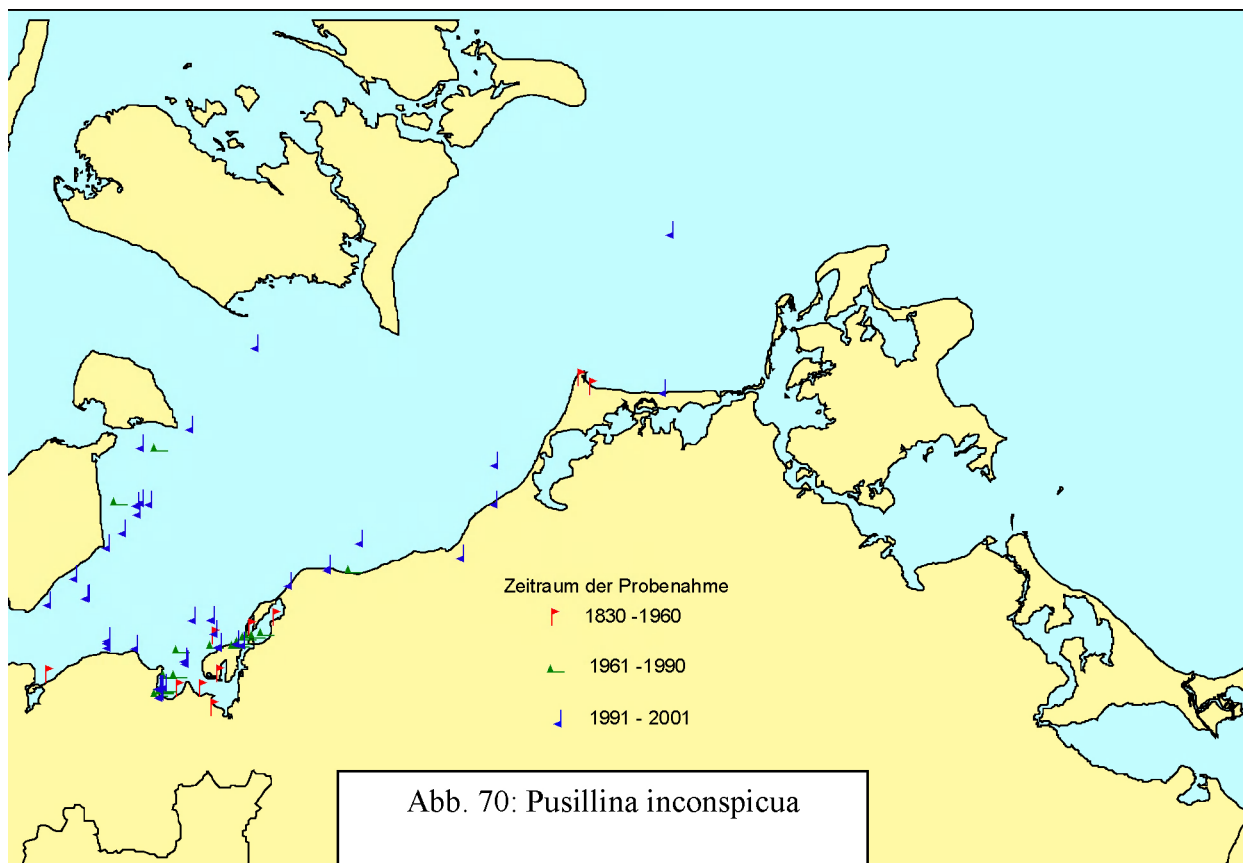 Zeitraum der Probenahme
1830 -1960
1961 -1990
1991 - 2001
Abb. 70: Pusillina inconspicua